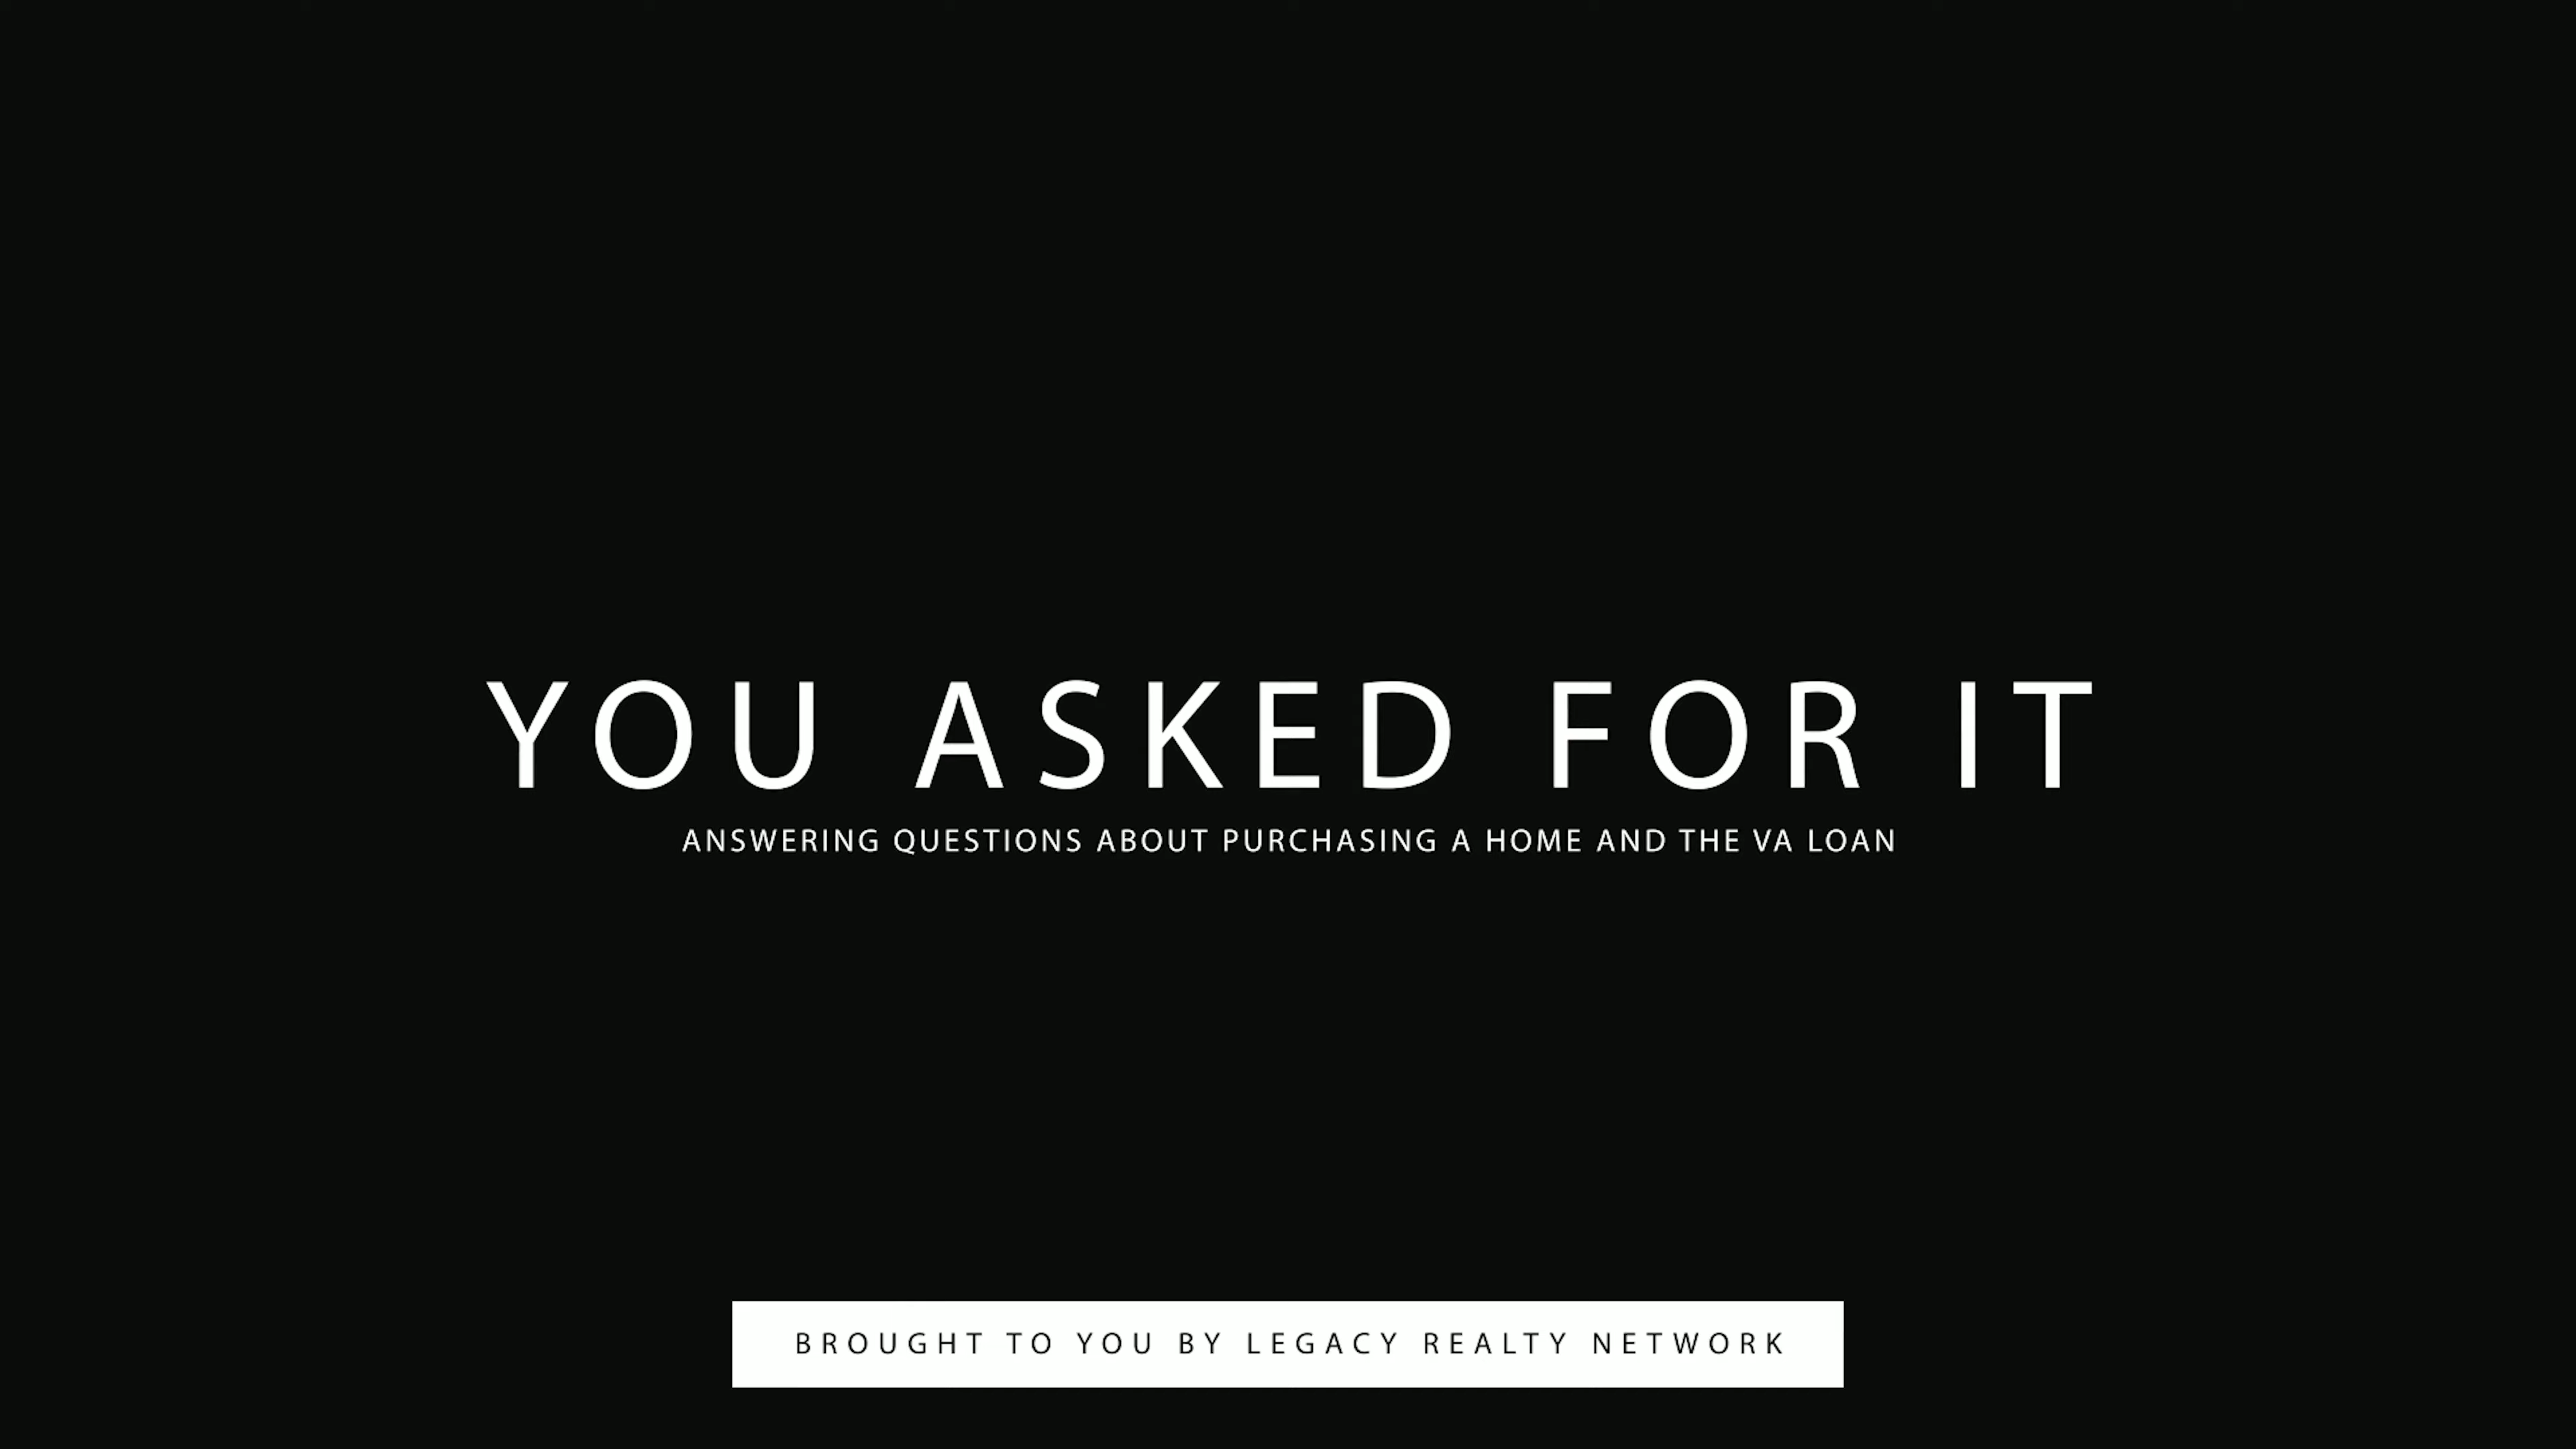 YOU ASKED FOR IT
ANSWERING QUESTIONS ABOUT PURCHASING A HOME AND THE VA LOAN
BROUGHT TO YOU BY LEGACY REALTY NETWORK